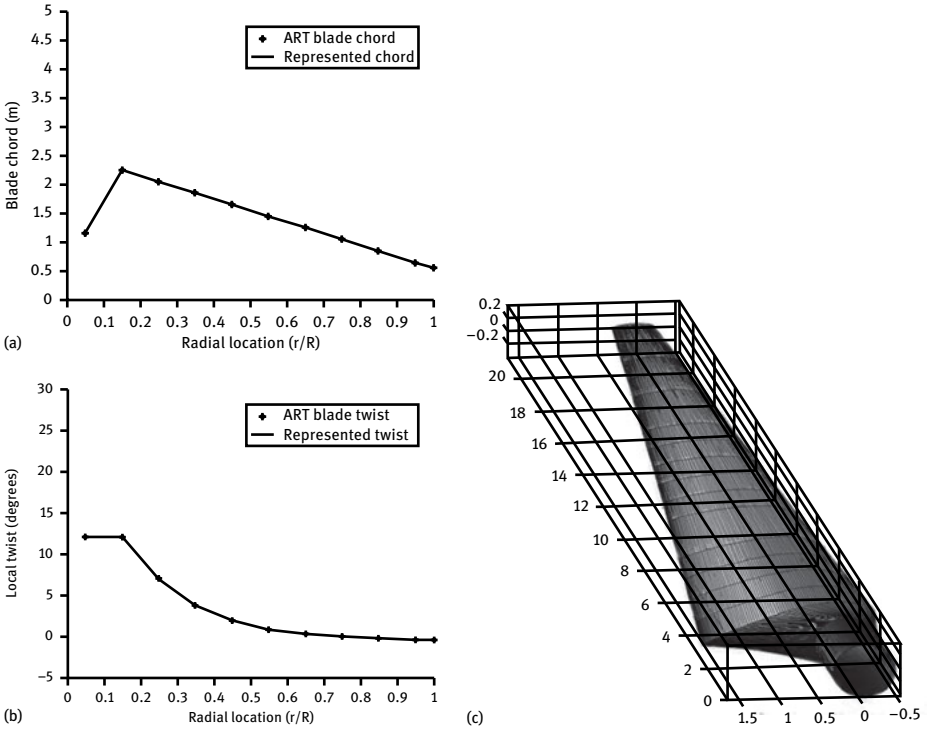 5
4.5
4
3.5
3
2.5
2
1.5
1
0.5
0
Blade chord (m)
ART blade chord
Represented chord
0 0.1 0.2 0.3 0.4 0.5 0.6 0.7 0.8 0.9 1
Radial location (r/R)
(a)
30
25
20
15
10
5
0
−5
Local twist (degrees)
ART blade twist
Represented twist
0 0.1 0.2 0.3 0.4 0.5 0.6 0.7 0.8 0.9 1
Radial location (r/R)
(b)
0.2
0
−0.2
20
18
16
14
12
10
8
6
4
2
0
1.5 1 0.5 0 −0.5
(c)